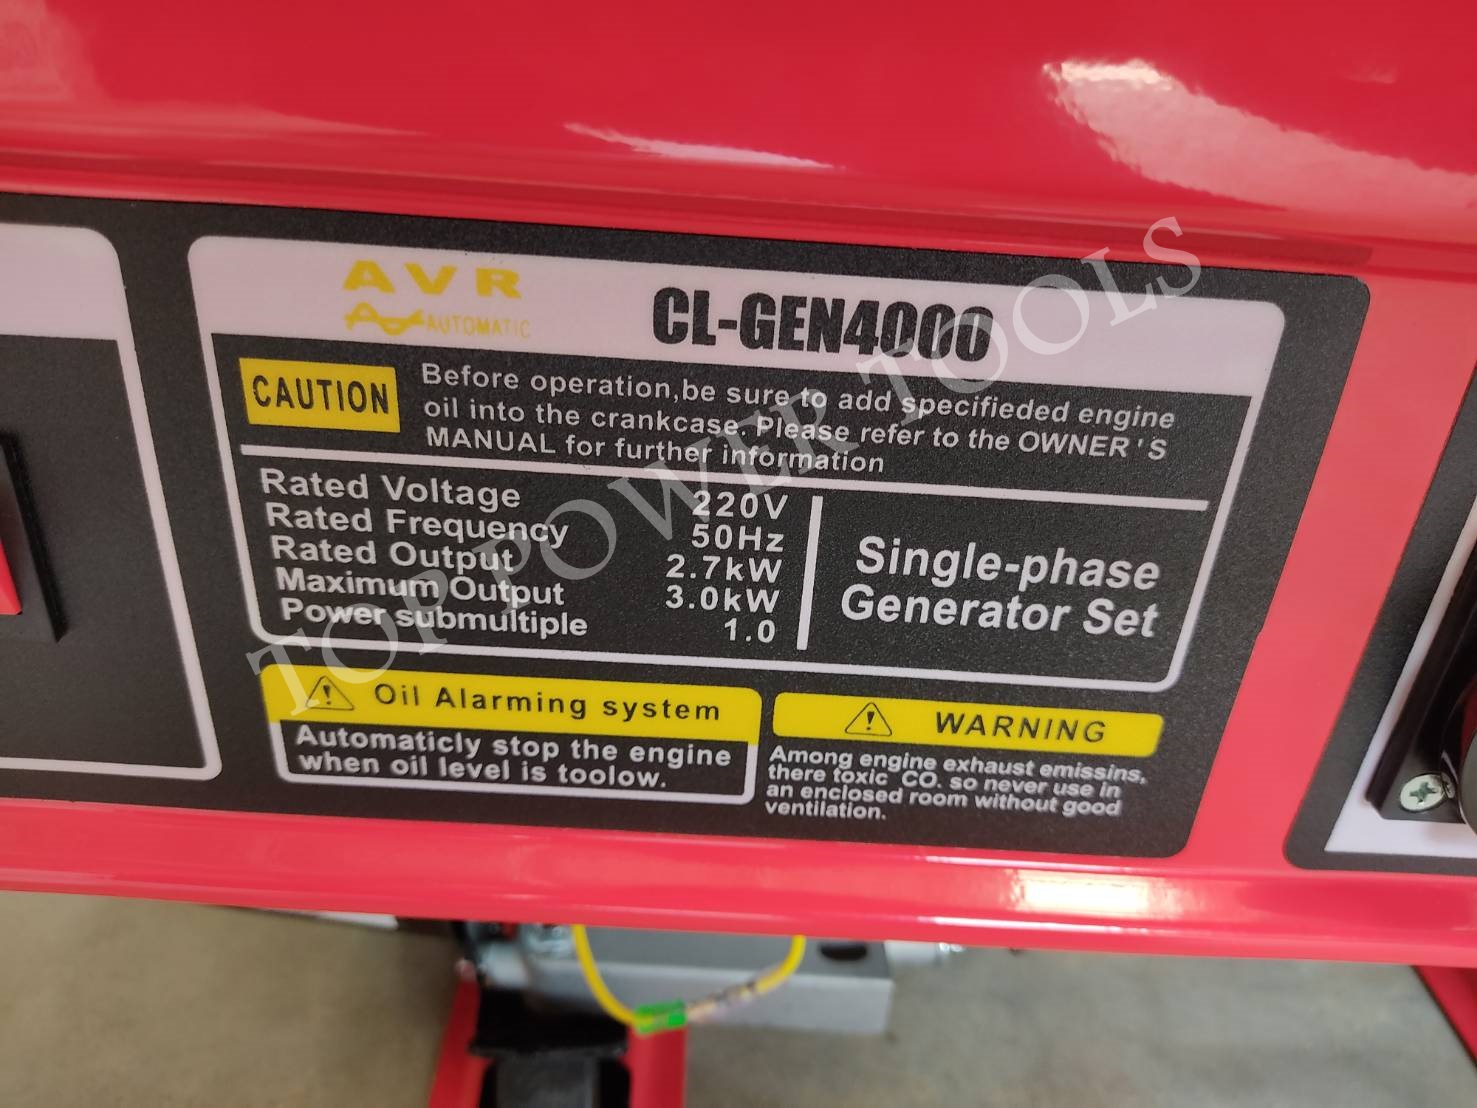 AVR
AUTOMATIC
CL-GEN4000
CAUTION
Before operation,be sure to add specifieded engine
oil into the crankcase. Please refer to the OWNER'S
MANUAL for further information
Rated Voltage 220V
Rated Frequency 50Hz
Rated Output 2.7kW
Maximum Output 3.0kW
Power submultiple 1.0
Single-phase
Generator Set
Oil Alarming system
Automaticly stop the engine
when oil level is toolow.
WARNING
Among engine exhaust emissins,
there toxic CO. so never use in
an enclosed room without good
ventilation.
TOP POWER TOOLS